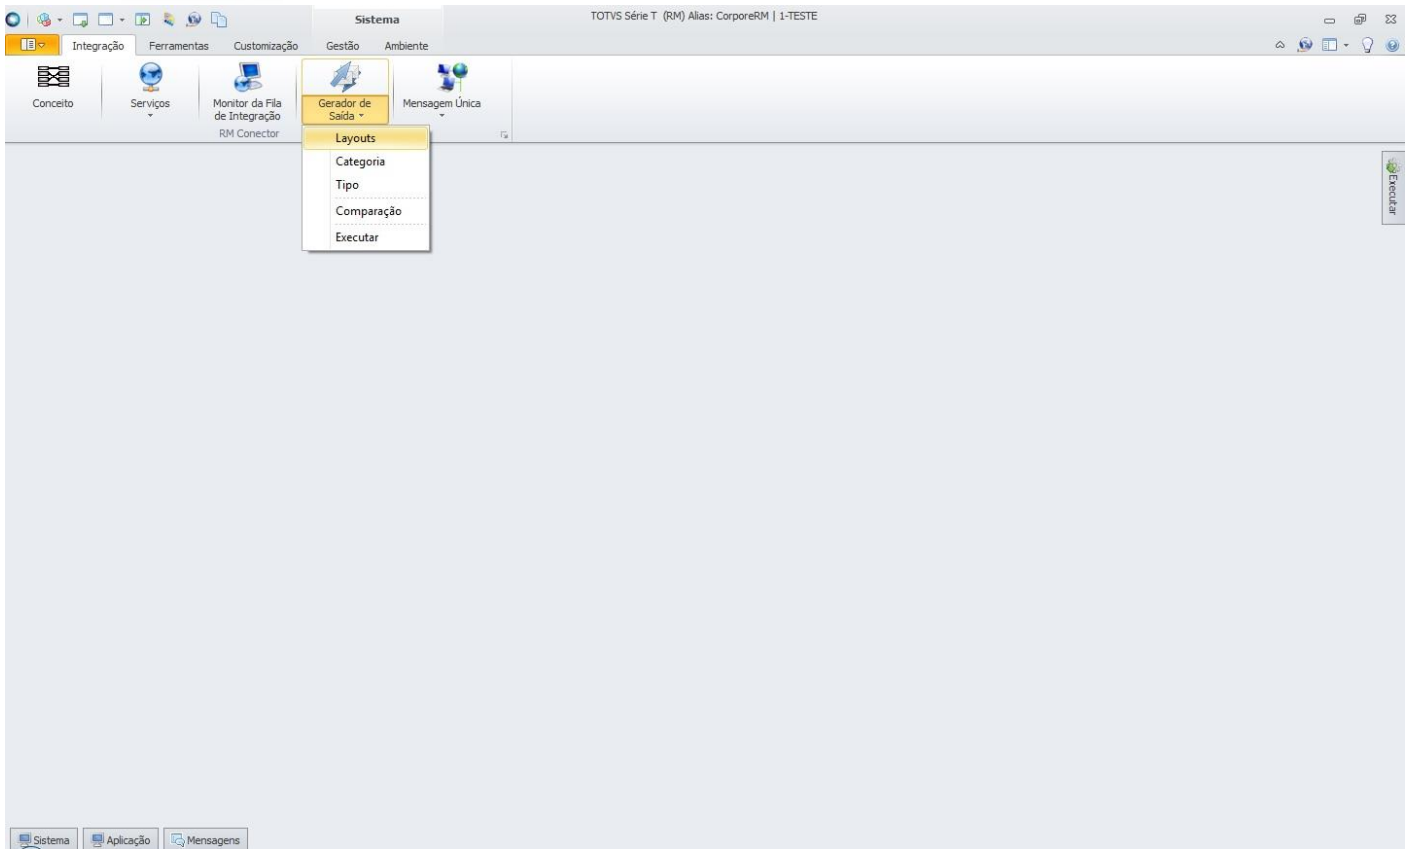 Sistema
TOTVS Série T (RM) Alias: CorporeRM | 1-TESTE
Integração
Ferramentas
Customização
Gestão
Ambiente
Conceito
Serviços
Monitor da Fila
de Integração
Gerador de
Saída
Mensagem Única
RM Conector
Layouts
Categoria
Tipo
Comparação
Executar
Executar
Sistema
Aplicação
Mensagens